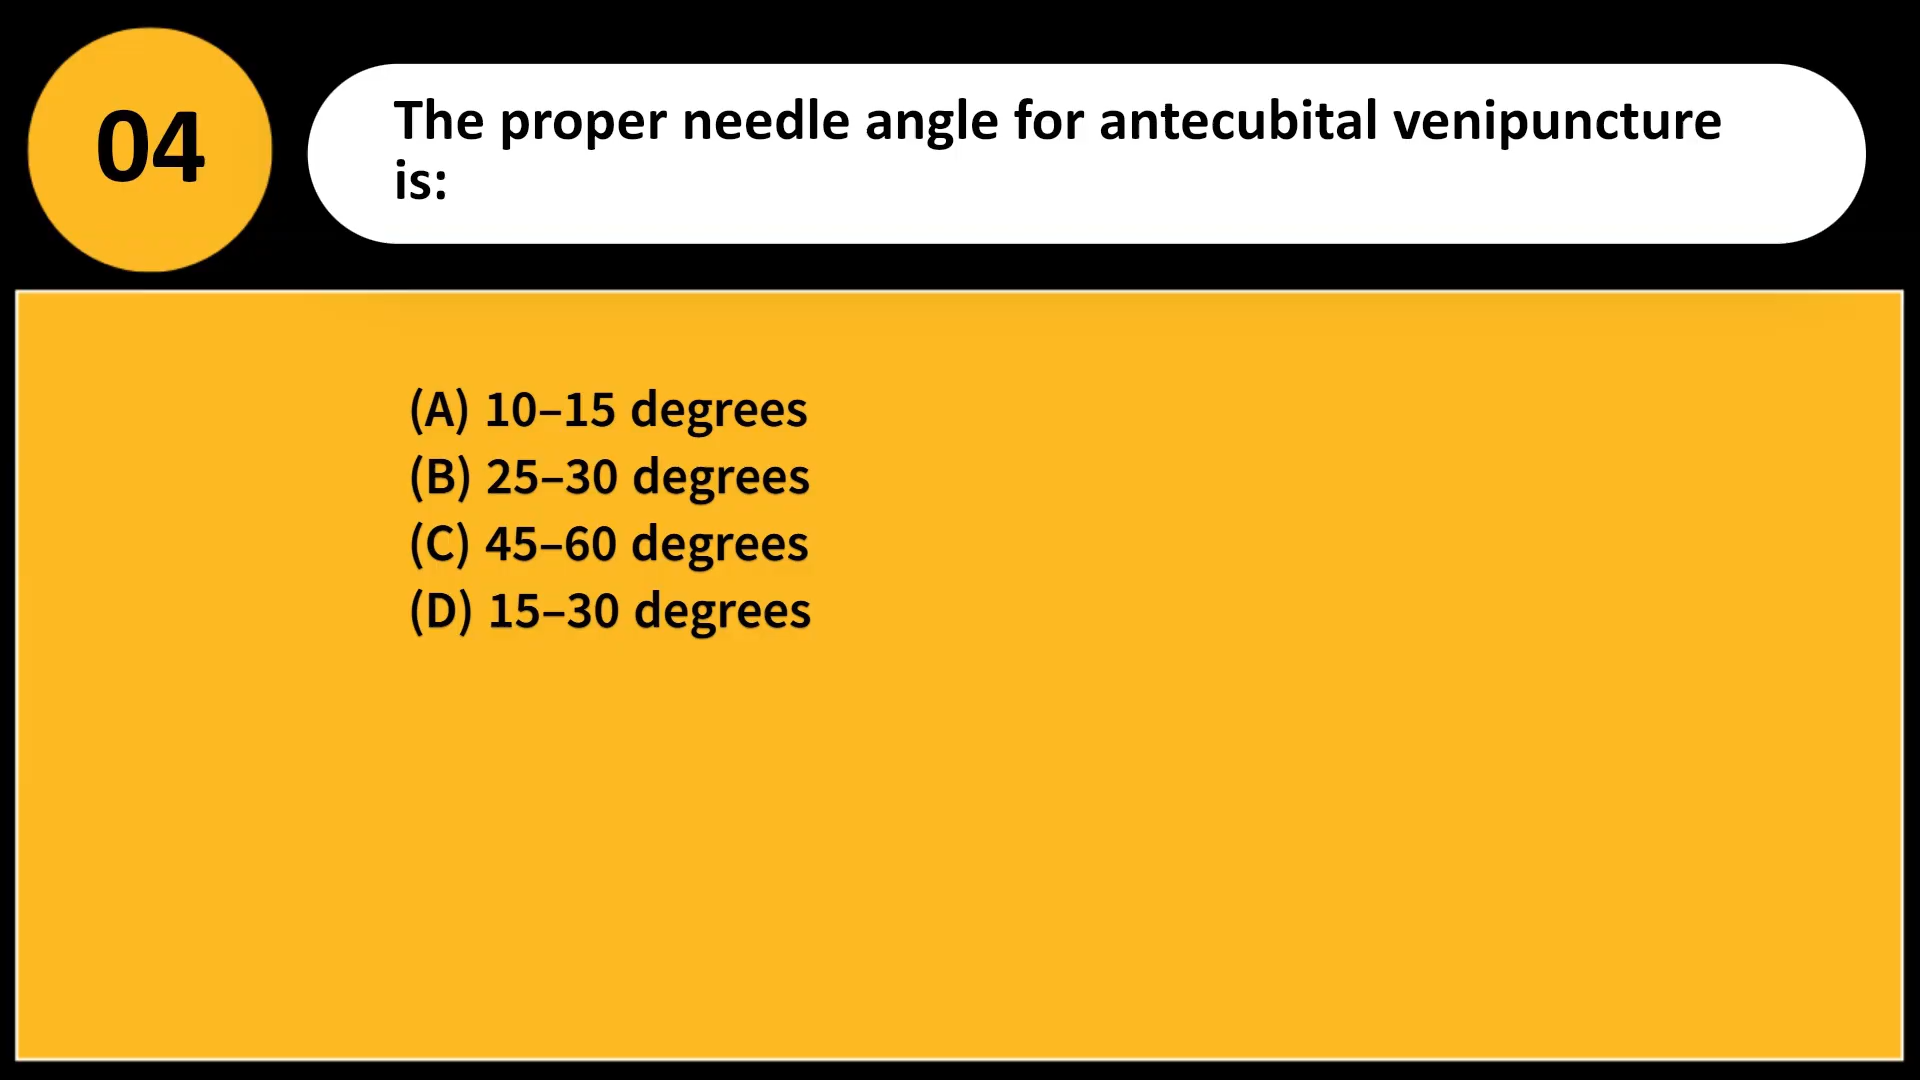 04
The proper needle angle for antecubital venipuncture
is:
(A) 10–15 degrees
(B) 25–30 degrees
(C) 45–60 degrees
(D) 15–30 degrees